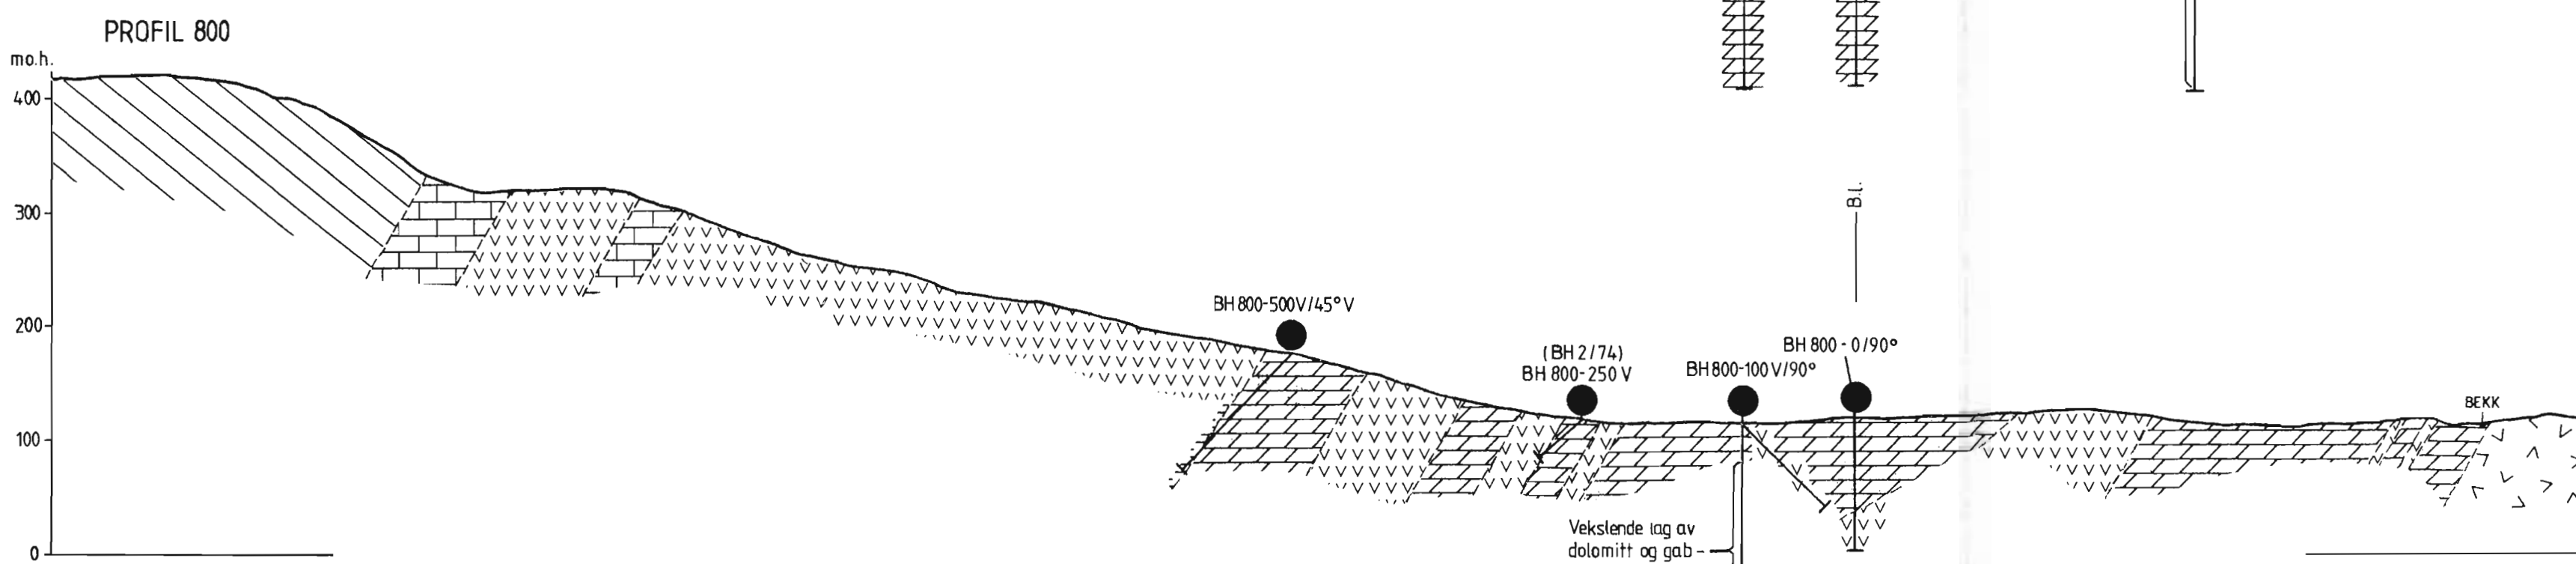 PROFIL 800
mo.h.
400
300
200
100
0
BH 800-500V/45° V
(BH 2/74)
BH 800-250 V
BH 800-100 V/90°
BH 800 - 0/90°
B.l.
BEKK
Vekslende lag av
dolomitt og gab -